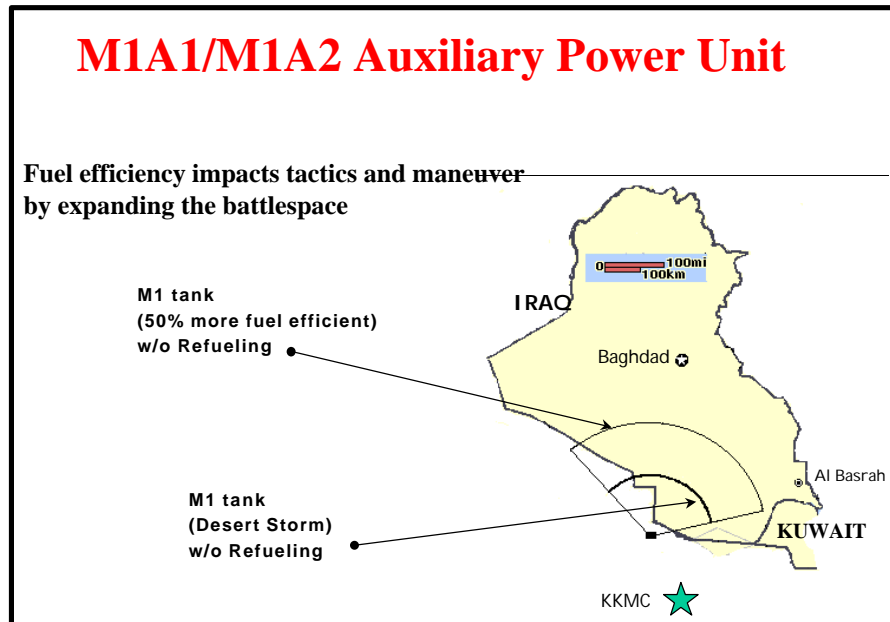 M1A1/M1A2 Auxiliary Power Unit
Fuel efficiency impacts tactics and maneuver
by expanding the battlespace
0 100mi
100km
M1 tank
(50% more fuel efficient)
w/o Refueling
IRAQ
Baghdad
Al Basrah
M1 tank
(Desert Storm)
w/o Refueling
KUWAIT
KKMC